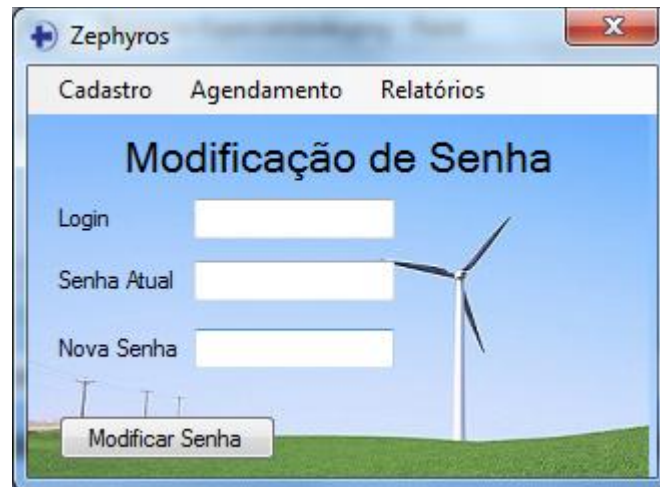 Zephyros
Cadastro Agendamento Relatórios
Modificação de Senha
Login
Senha Atual
Nova Senha
Modificar Senha